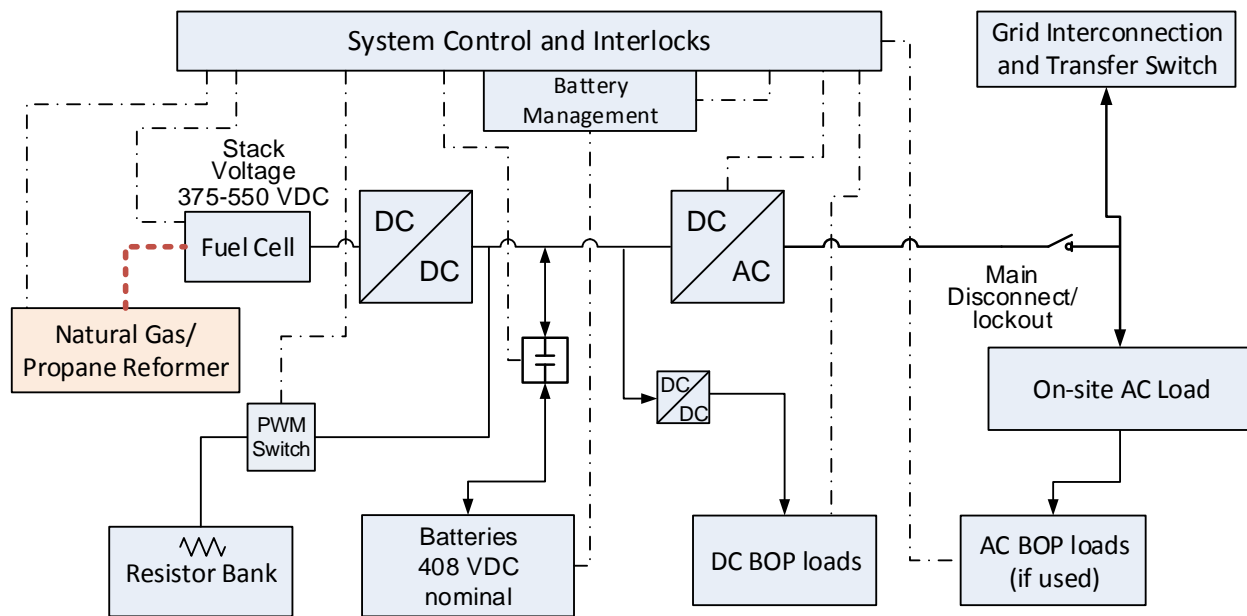 System Control and Interlocks
Grid Interconnection
and Transfer Switch
Battery
Management
Stack
Voltage
375-550 VDC
Fuel Cell
DC
DC
DC
AC
Main
Disconnect/
lockout
Natural Gas/
Propane Reformer
On-site AC Load
DC
DC
PWM
Switch
Resistor Bank
Batteries
408 VDC
nominal
DC BOP loads
AC BOP loads
(if used)